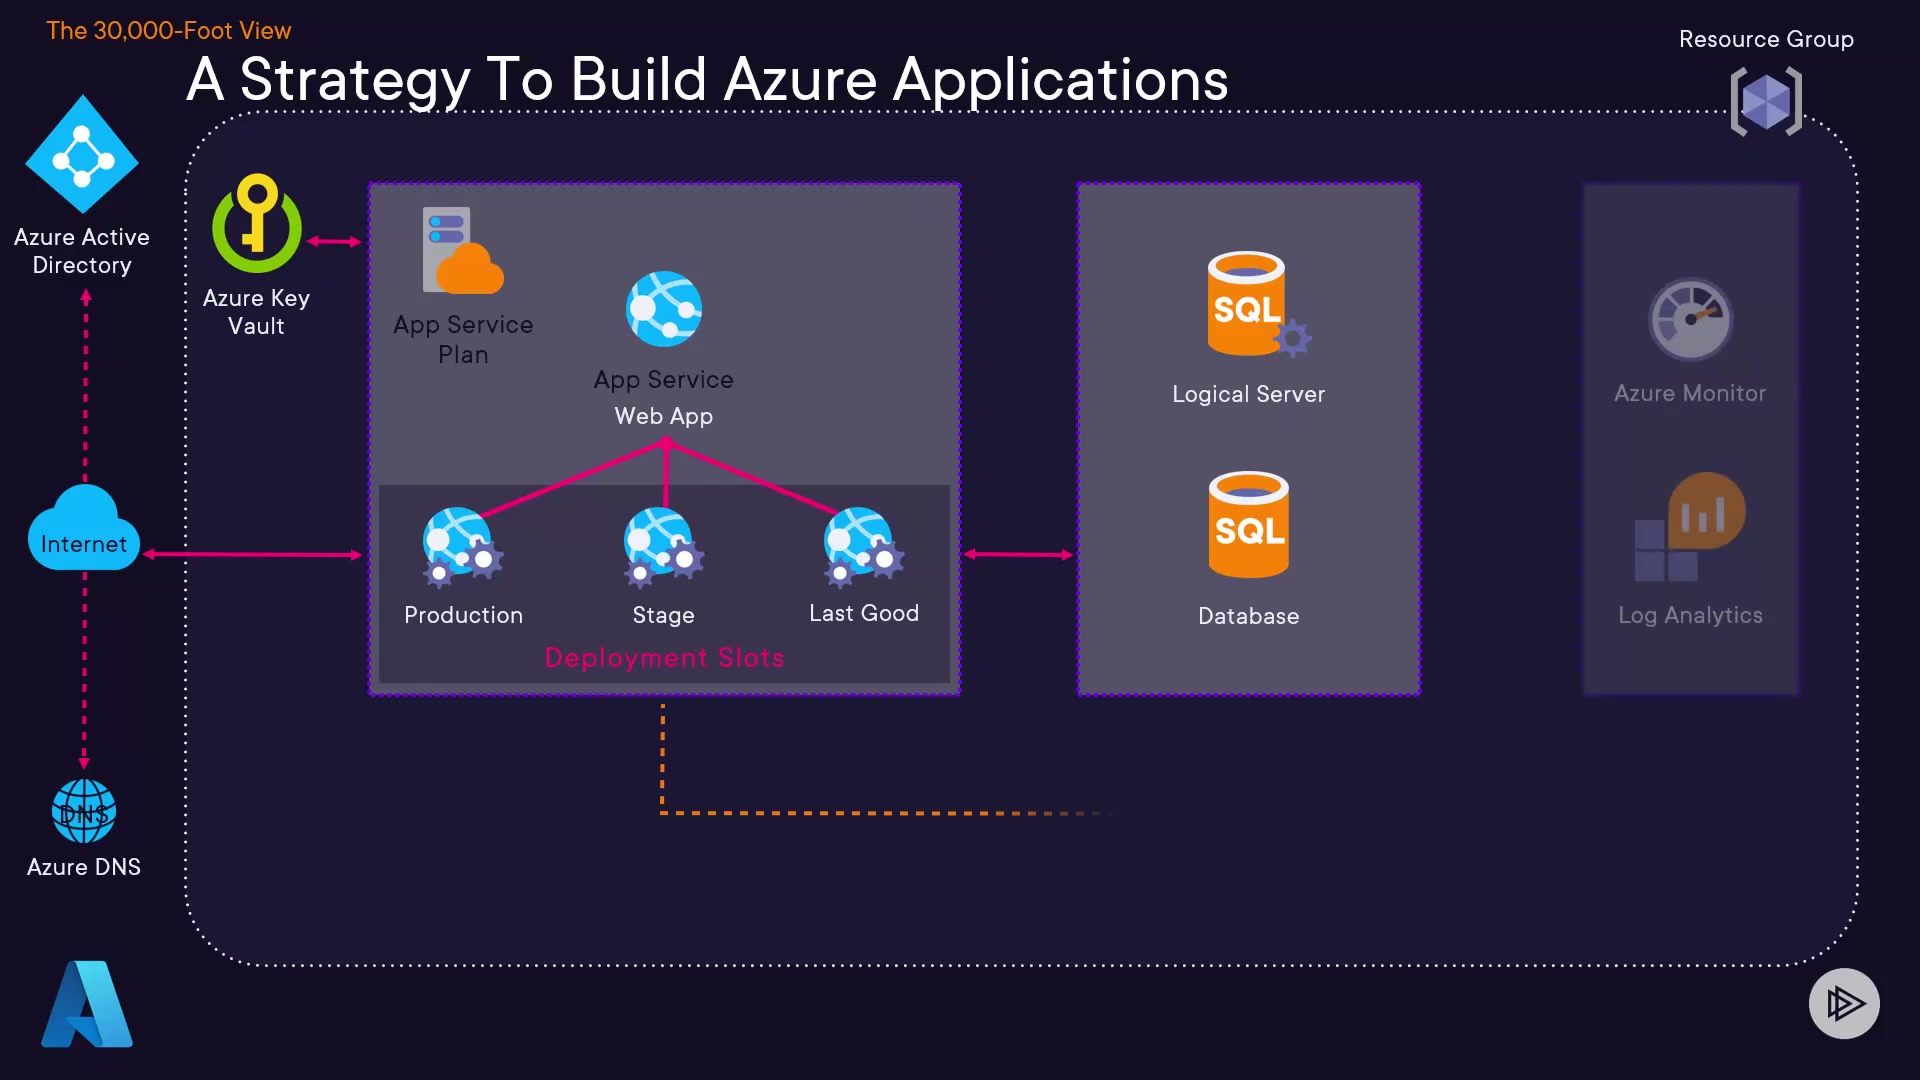 The 30,000-Foot View
A Strategy To Build Azure Applications
Resource Group
Azure Active
Directory
Azure Key
Vault
App Service
Plan
App Service
Web App
Logical Server
Azure Monitor
Internet
Production
Stage
Last Good
Deployment Slots
SQL
SQL
Database
Log Analytics
DNS
Azure DNS